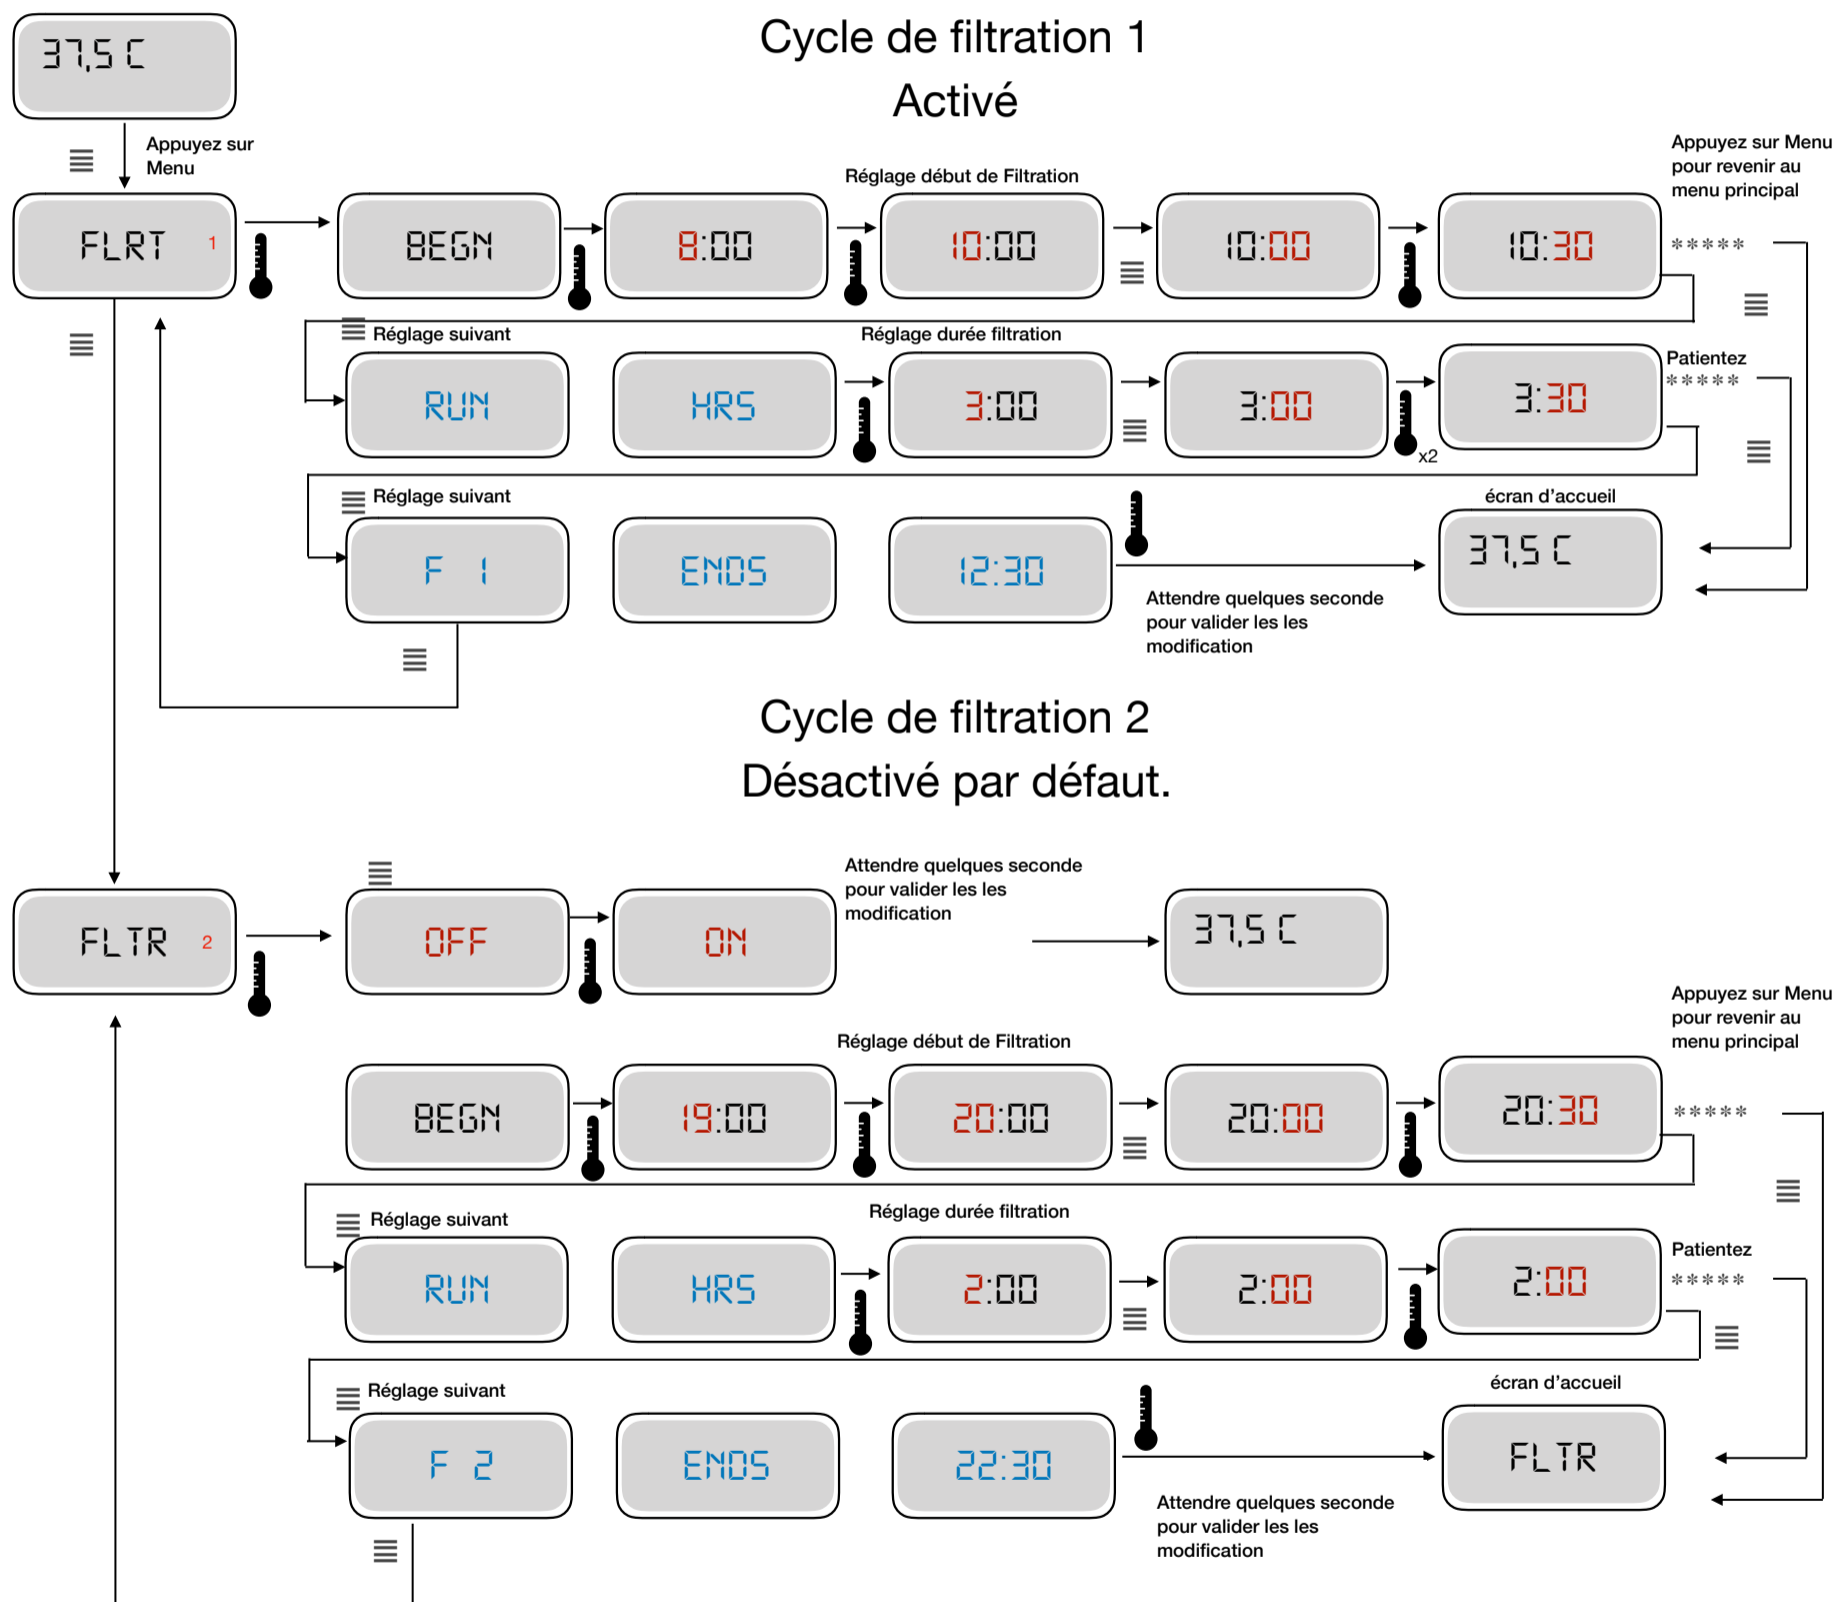 37,5 C
Cycle de filtration 1
Activé
Appuyez sur
Menu
Appuyez sur Menu
pour revenir au
menu principal
Réglage début de Filtration
FLRT 1
BEGN
8:00
10:00
10:00
10:30
*****
Réglage suivant
Réglage durée filtration
Patientez
*****
RUN
HRS
3:00
3:00
x2
3:30
Réglage suivant
écran d'accueil
F 1
ENDS
12:30
37,5 C
Attendre quelques seconde
pour valider les les
modification
Cycle de filtration 2
Désactivé par défaut.
FLTR 2
OFF
ON
Attendre quelques seconde
pour valider les les
modification
37,5 C
Appuyez sur Menu
pour revenir au
menu principal
Réglage début de Filtration
BEGN
19:00
20:00
20:00
20:30
*****
Réglage suivant
Réglage durée filtration
Patientez
*****
RUN
HRS
2:00
2:00
2:00
Réglage suivant
écran d'accueil
F 2
ENDS
22:30
FLTR
Attendre quelques seconde
pour valider les les
modification